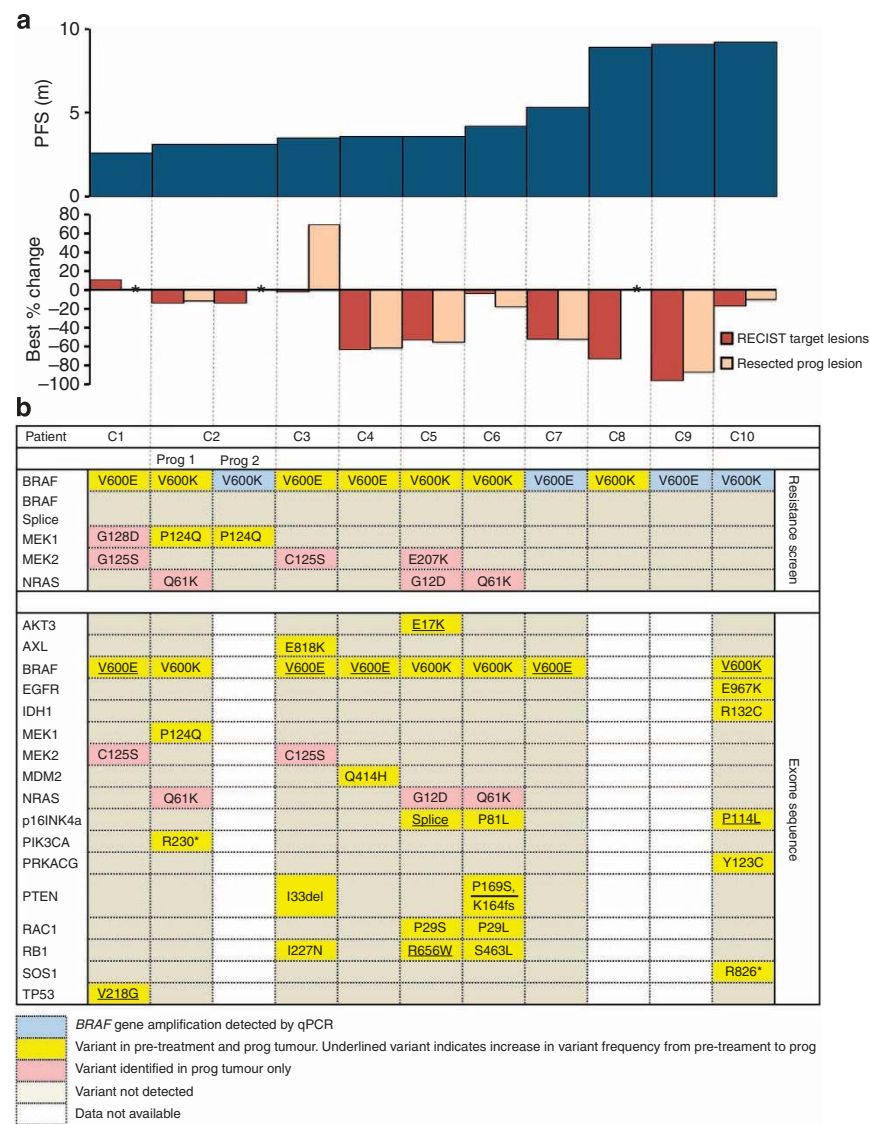 a
10
5
0
PFS (m)
80
60
40
20
0
−20
−40
−60
−80
−100
Best % change
* * *
RECIST target lesions
Resected prog lesion
b
Patient C1 C2 C3 C4 C5 C6 C7 C8 C9 C10
Prog 1 Prog 2
BRAF V600E V600K V600K V600E V600E V600K V600K V600E V600K V600E V600K
BRAF
Splice
MEK1 G128D P124Q P124Q
MEK2 G125S C125S E207K
NRAS Q61K G12D Q61K
Resistance screen
AKT3 E17K
AXL E818K
BRAF V600E V600K V600E V600E V600K V600K V600E V600K
EGFR E967K
IDH1 R132C
MEK1 P124Q
MEK2 C125S C125S
MDM2 Q414H
NRAS Q61K G12D Q61K
p16INK4a Splice P81L P114L
PIK3CA R230*
PRKACG Y123C
PTEN I33del P169S,
K164fs
RAC1 P29S P29L
RB1 I227N R656W S463L
SOS1 R826*
TP53 V218G
Exome sequence
BRAF gene amplification detected by qPCR
Variant in pre-treatment and prog tumour. Underlined variant indicates increase in variant frequency from pre-treament to prog
Variant identified in prog tumour only
Variant not detected
Data not available